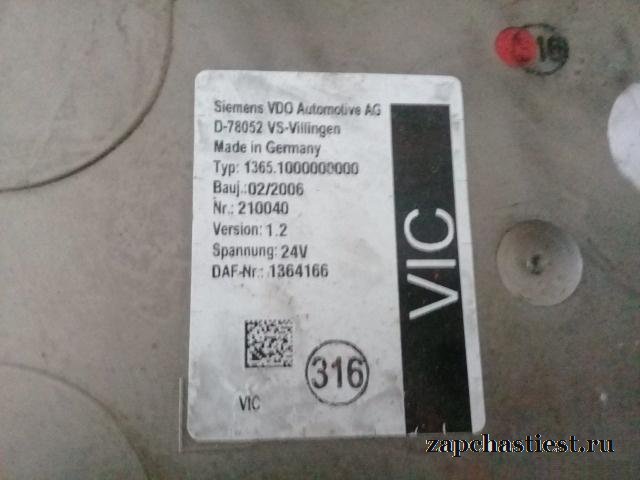 Siemens VDO Automotive AG
D-78052 VS-Villingen
Made in Germany
Typ: 1365.1000000000
Bauj.:02/2006
Nr.: 210040
Version: 1.2
Spannung: 24V
DAF-Nr.: 1364166
VIC
316
VIC
zapchastiest.ru